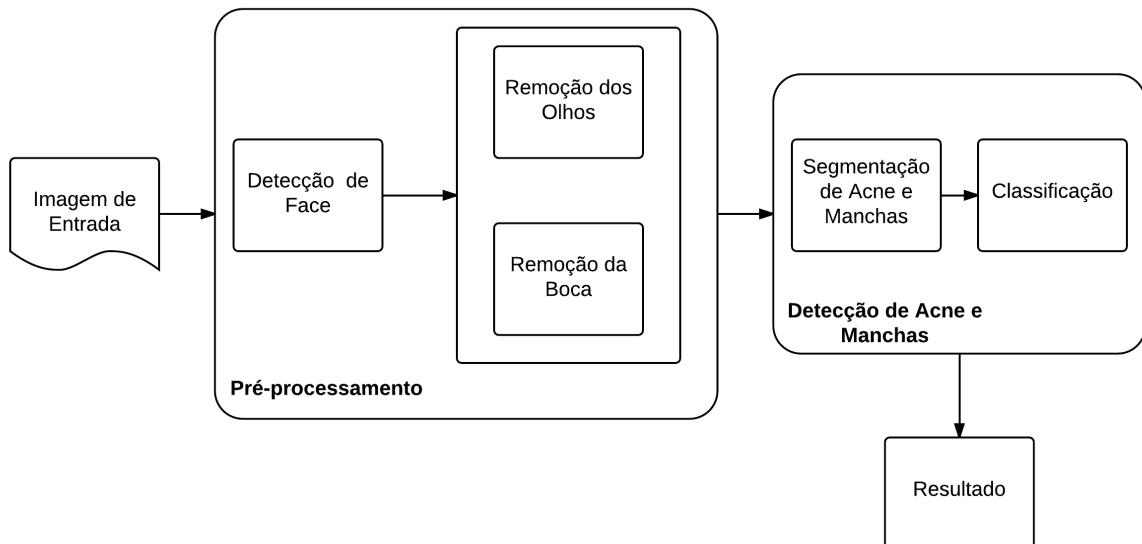 Imagem de
Entrada
Detecção de
Face
Remoção dos
Olhos
Remoção da
Boca
Pré-processamento
Segmentação
de Acne e
Manchas
Classificação
Detecção de Acne e
Manchas
Resultado